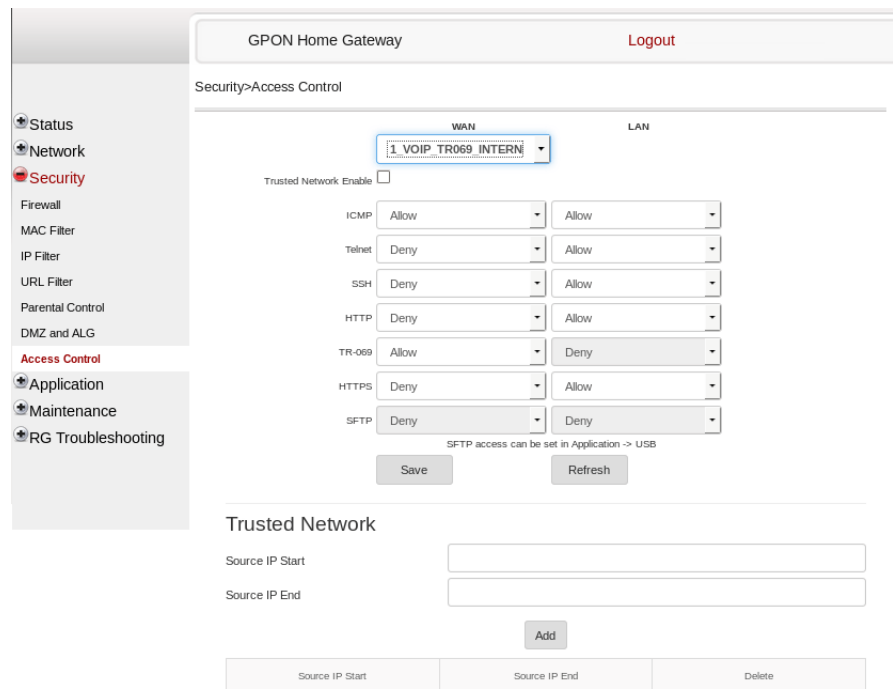 GPON Home Gateway Logout
Security>Access Control
Status
Network
Security
Firewall
MAC Filter
IP Filter
URL Filter
Parental Control
DMZ and ALG
Access Control
Application
Maintenance
RG Troubleshooting
WAN LAN
1_VOIP_TR069_INTERN
Trusted Network Enable
ICMP Allow Allow
Telnet Deny Allow
SSH Deny Allow
HTTP Deny Allow
TR-069 Allow Deny
HTTPS Deny Allow
SFTP Deny Deny
SFTP access can be set in Application -> USB
Save Refresh
Trusted Network
Source IP Start
Source IP End
Add
Source IP Start Source IP End Delete